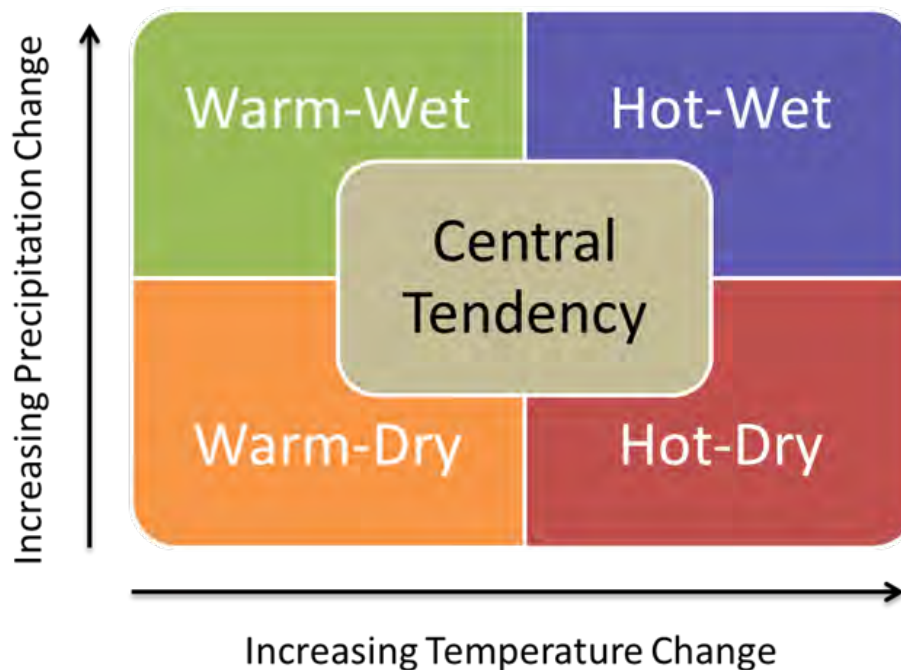 Increasing Precipitation Change
Warm-Wet
Hot-Wet
Central
Tendency
Warm-Dry
Hot-Dry
Increasing Temperature Change